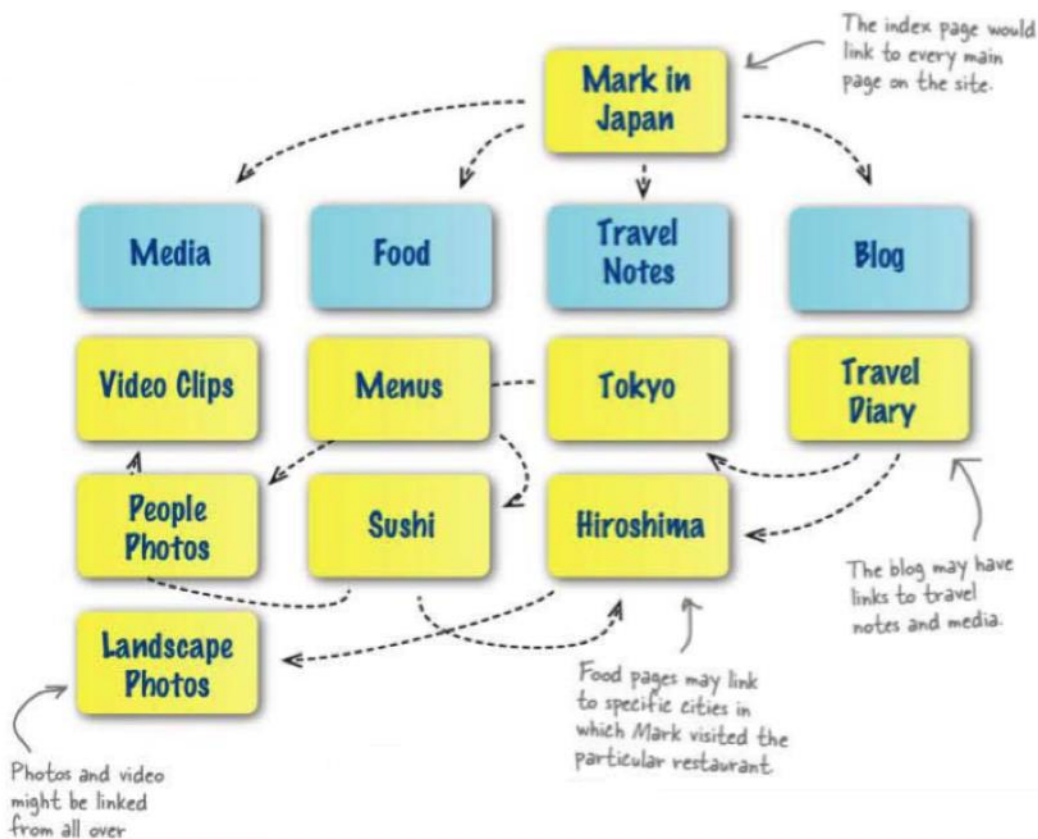 The index page would
link to every main
page on the site.
Mark in
Japan
Media
Food
Travel
Notes
Blog
Video Clips
Menus
Tokyo
Travel
Diary
People
Photos
Sushi
Hiroshima
The blog may have
links to travel
notes and media.
Landscape
Photos
Food pages may link
to specific cities in
which Mark visited the
particular restaurant
Photos and video
might be linked
from all over